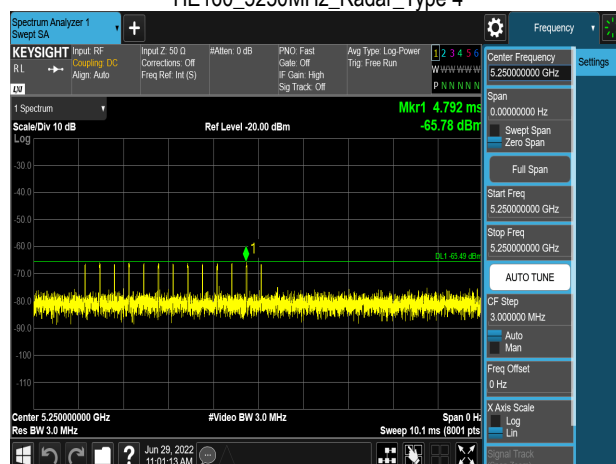 HE160_5250MHz_Radar_Type 4
Spectrum Analyzer 1
Swept SA
Frequency
KEYSIGHT
RL
Input: RF
Coupling: DC
Align: Auto
Input Z: 50 Ω
Corrections: Off
Freq Ref: Int (S)
#Atten: 0 dB
PNO: Fast
Gate: Off
IF Gain: High
Sig Track: Off
Avg Type: Log-Power
Trig: Free Run
1 2 3 4 5 6
W W W W W W
P N N N N N
LXI
1 Spectrum
Scale/Div 10 dB
Log
Ref Level -20.00 dBm
Mkr1 4.792 ms
-65.78 dBm
-30.0
-40.0
-50.0
-60.0
-70.0
-80.0
-90.0
-100
-110
1
DL1 -65.49 dBm
Center 5.250000000 GHz
Res BW 3.0 MHz
#Video BW 3.0 MHz
Span 0 Hz
Sweep 10.1 ms (8001 pts
Center Frequency
5.250000000 GHz
Settings
Span
0.00000000 Hz
Swept Span
Zero Span
Full Span
Start Freq
5.250000000 GHz
Stop Freq
5.250000000 GHz
AUTO TUNE
CF Step
3.000000 MHz
Auto
Man
Freq Offset
0 Hz
X Axis Scale
Log
Lin
Signal Track
?
Jun 29, 2022
11:01:13 AM